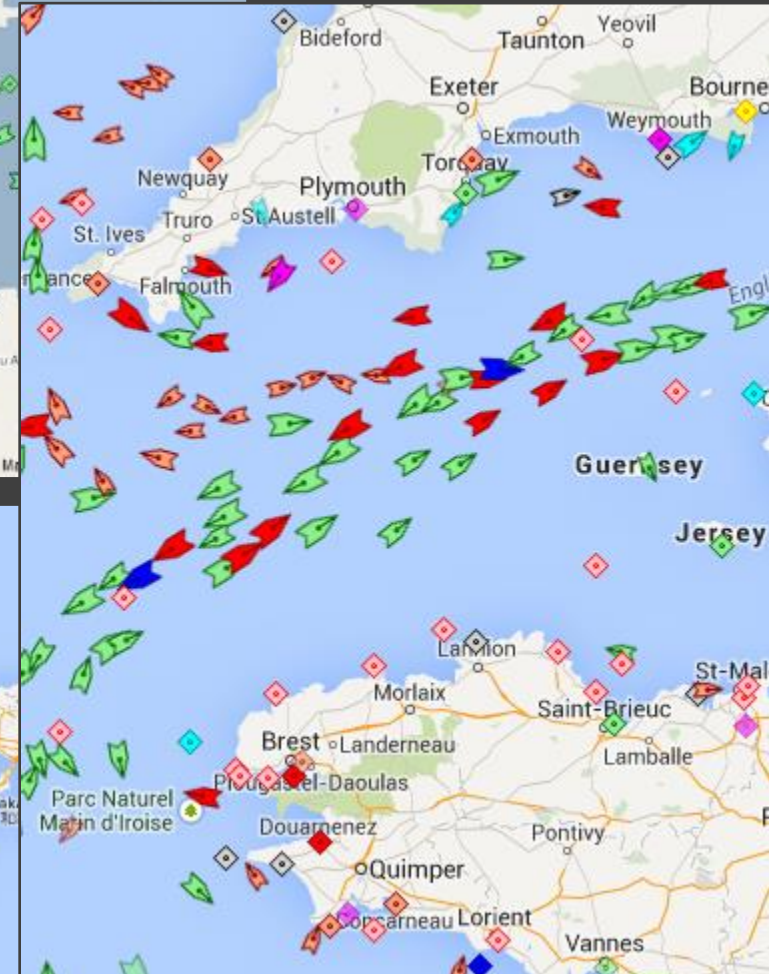 Bideford
Taunton
Yeovil
Exeter
Bourne
Weymouth
Exmouth
Torquay
Newquay
Plymouth
Truro
St Austell
St. Ives
Falmouth
Guernsey
Jersey
Lannion
Morlaix
St-Mal
Saint-Brieuc
Brest
Landerneau
Lamballe
Plougastel-Daoulas
Parc Naturel
Marin d'Iroise
Douarnenez
Pontivy
Quimper
Concarneau
Lorient
Vannes